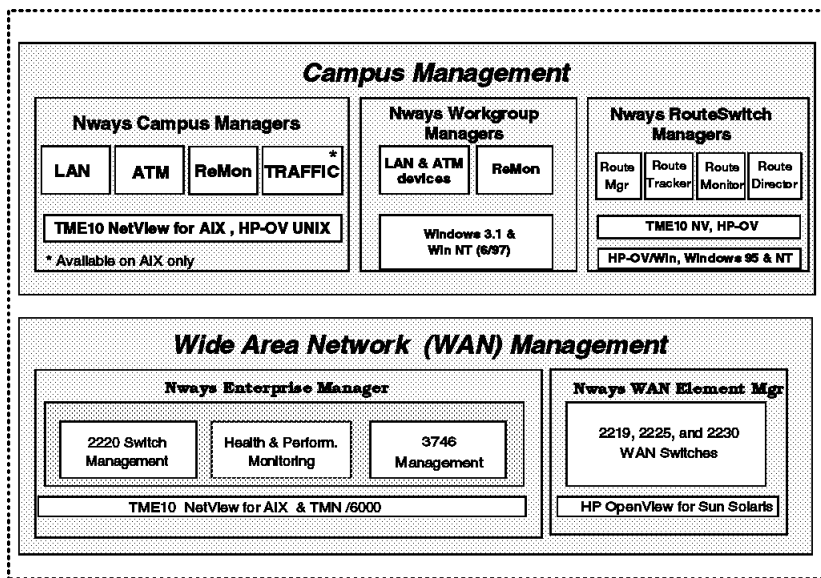 Campus Management
Nways Campus Managers
LAN
ATM
ReMon
TRAFFIC*
TME10 NetView for AIX , HP-OV UNIX
* Available on AIX only
Nways Workgroup
Managers
LAN & ATM
devices
ReMon
Windows 3.1 &
Win NT (6/97)
Nways RouteSwitch
Managers
Route
Mgr
Route
Tracker
Route
Monitor
Route
Director
TME10 NV, HP-OV
HP-OV/Win, Windows 95 & NT
Wide Area Network (WAN) Management
Nways Enterprise Manager
2220 Switch
Management
Health & Perform.
Monitoring
3746
Management
TME10 NetView for AIX & TMN /6000
Nways WAN Element Mgr
2219, 2225, and 2230
WAN Switches
HP OpenView for Sun Solaris